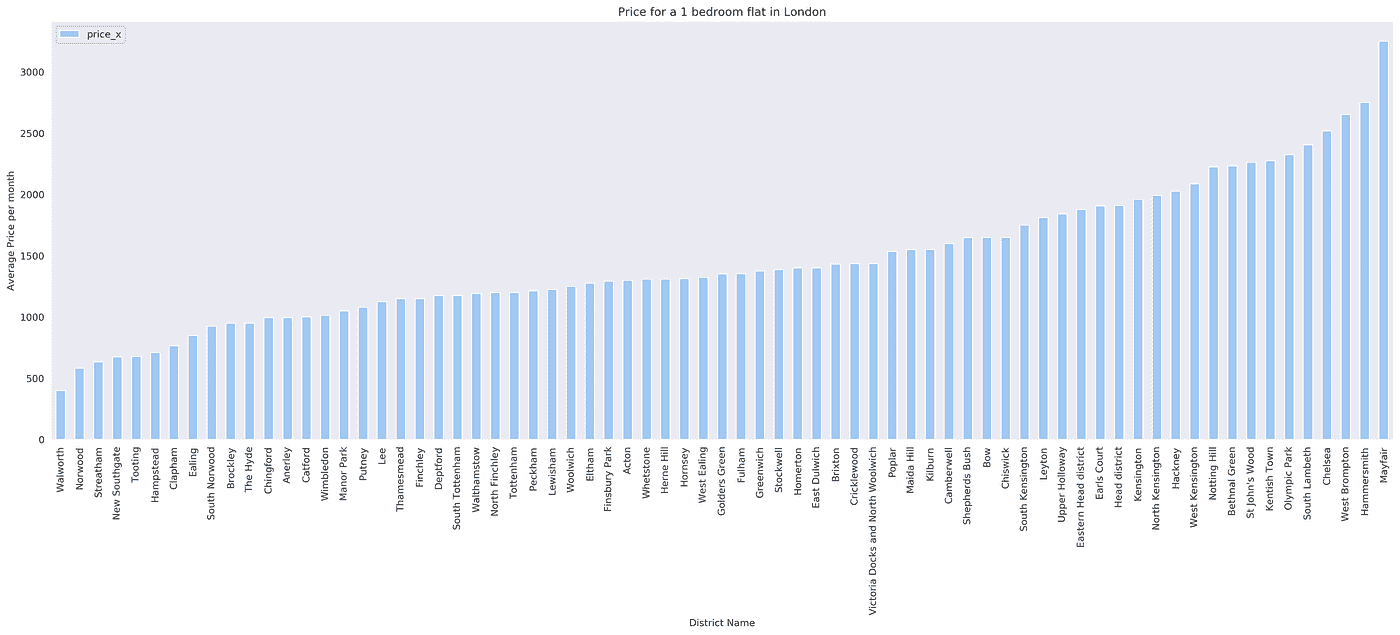 Price for a 1 bedroom flat in London
price_x
Average Price per month
3000
2500
2000
1500
1000
500
0
Walworth
Norwood
Streatham
New Southgate
Tooting
Hampstead
Clapham
Ealing
South Norwood
Brockley
The Hyde
Chingford
Anerley
Catford
Wimbledon
Manor Park
Putney
Lee
Thamesmead
Finchley
Deptford
South Tottenham
Walthamstow
North Finchley
Tottenham
Peckham
Lewisham
Woolwich
Eltham
Finsbury Park
Acton
Whetstone
Herne Hill
Hornsey
West Ealing
Golders Green
Fulham
Greenwich
Stockwell
Homerton
East Dulwich
Brixton
Cricklewood
Victoria Docks and North Woolwich
Poplar
Maida Hill
Kilburn
Camberwell
Shepherds Bush
Bow
Chiswick
South Kensington
Leyton
Upper Holloway
Eastern Head district
Earls Court
Head district
Kensington
North Kensington
Hackney
West Kensington
Notting Hill
Bethnal Green
St John's Wood
Kentish Town
Olympic Park
South Lambeth
Chelsea
West Brompton
Hammersmith
Mayfair
District Name